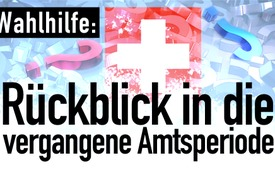 Wahlhilfe:
Rückblick in die
vergangene Amtsperiode